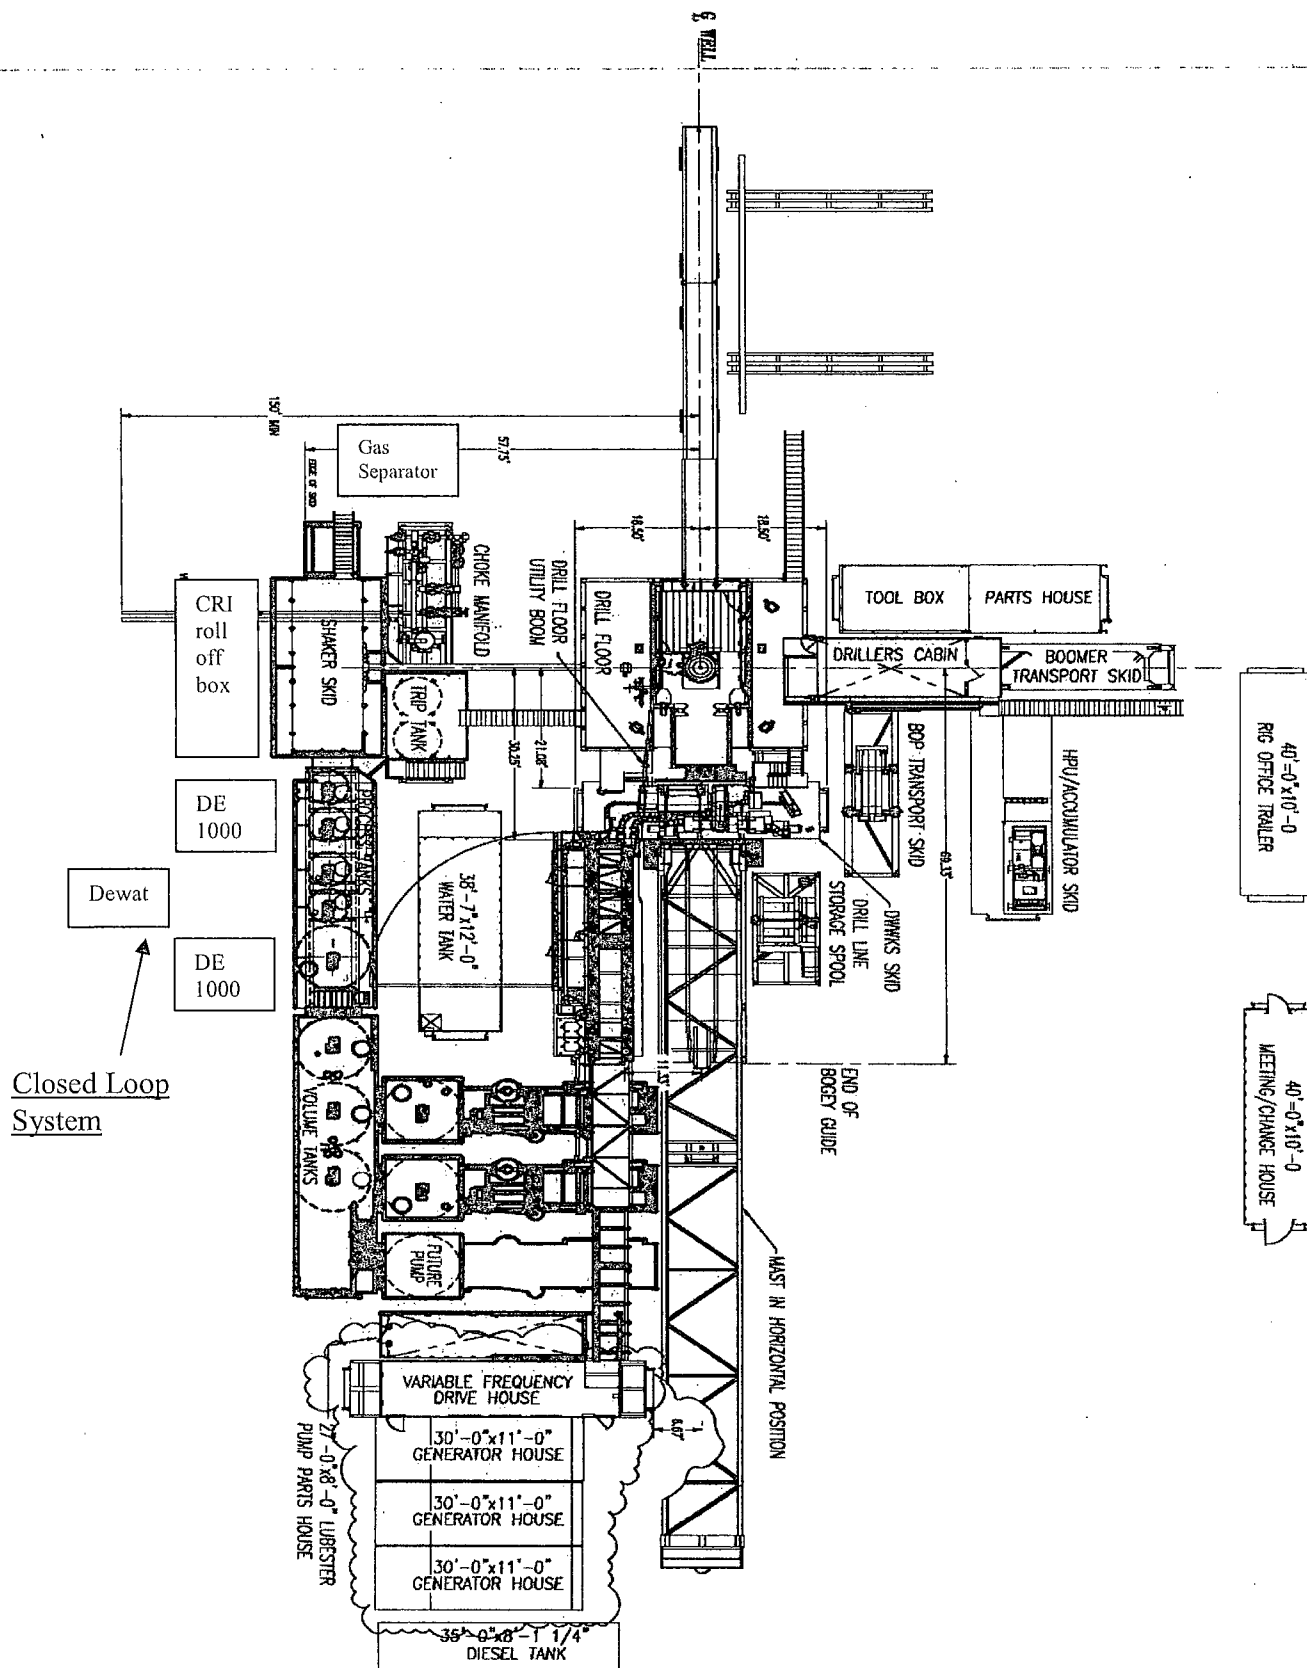 ℄ WELL
150' MIN
57.75'
Gas
Separator
EDGE OF SKID
18.50'
18.50'
CHOKE MANIFOLD
DRILL FLOOR
UTILITY BOON
DRILL FLOOR
CRI
roll
off
box
SHAKER SKID
TRIP TANK
30.25'
21.08'
TOOL BOX
PARTS HOUSE
DRILLERS CABIN
BOOMER
TRANSPORT SKID
BOP TRANSPORT SKID
HPU/ACCUMULATOR SKID
40'-0"x10'-0
RIG OFFICE TRAILER
69.33'
DE
1000
PROCESS TANKS
38'-7"x12'-0"
WATER TANK
DWNKS SKID
DRILL LINE
STORAGE SPOOL
Dewat
DE
1000
Closed Loop
System
VOLUME TANKS
11.33'
END OF
BOGEY GUIDE
40'-0"x10'-0
MEETING/CHANGE HOUSE
FUTURE
PUMP
MAST IN HORIZONTAL POSITION
VARIABLE FREQUENCY
DRIVE HOUSE
6.67'
27'-0"x8'-0" LUBESTER
PUMP PARTS HOUSE
30'-0"x11'-0"
GENERATOR HOUSE
30'-0"x11'-0"
GENERATOR HOUSE
30'-0"x11'-0"
GENERATOR HOUSE
35'-0"x8'-1 1/4"
DIESEL TANK